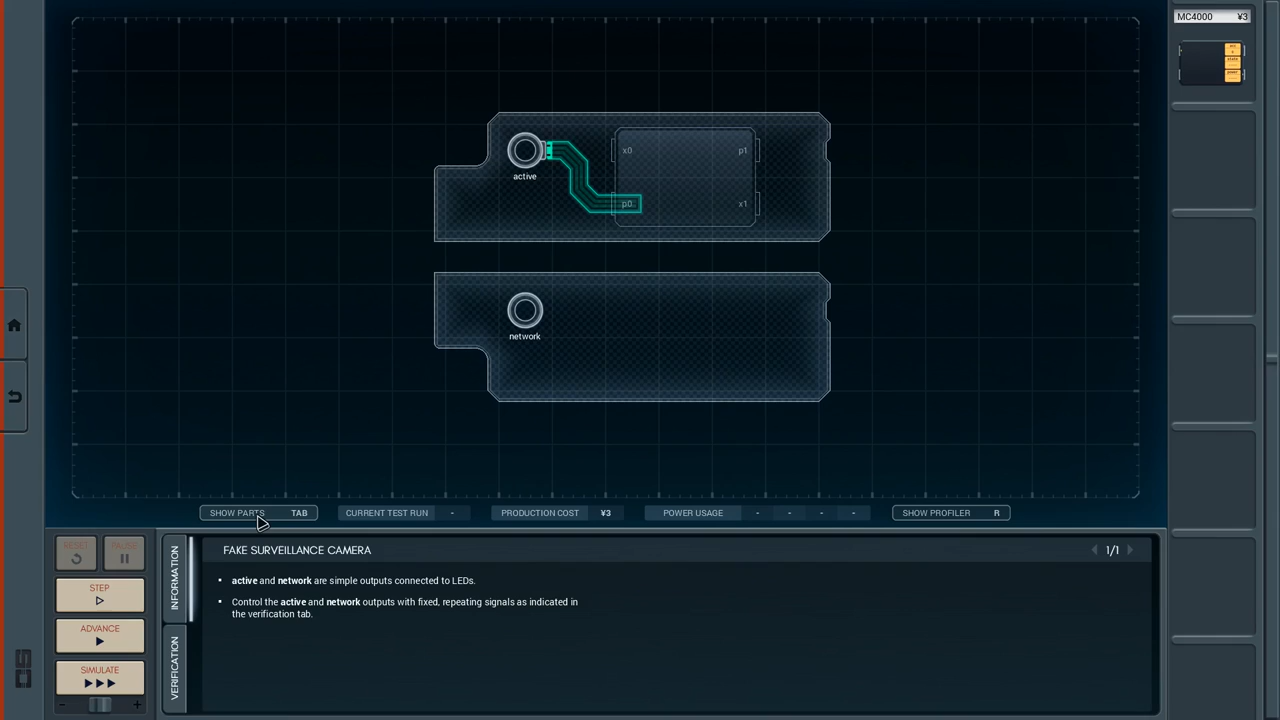 MC4000 ¥3
active
x0 p1
p0 x1
network
SHOW PARTS TAB
CURRENT TEST RUN -
PRODUCTION COST ¥3
POWER USAGE - - - -
SHOW PROFILER R
RESET
PAUSE
STEP
ADVANCE
SIMULATE
- +
INFORMATION
VERIFICATION
FAKE SURVEILLANCE CAMERA
1/1
active and network are simple outputs connected to LEDs.
Control the active and network outputs with fixed, repeating signals as indicated in
the verification tab.